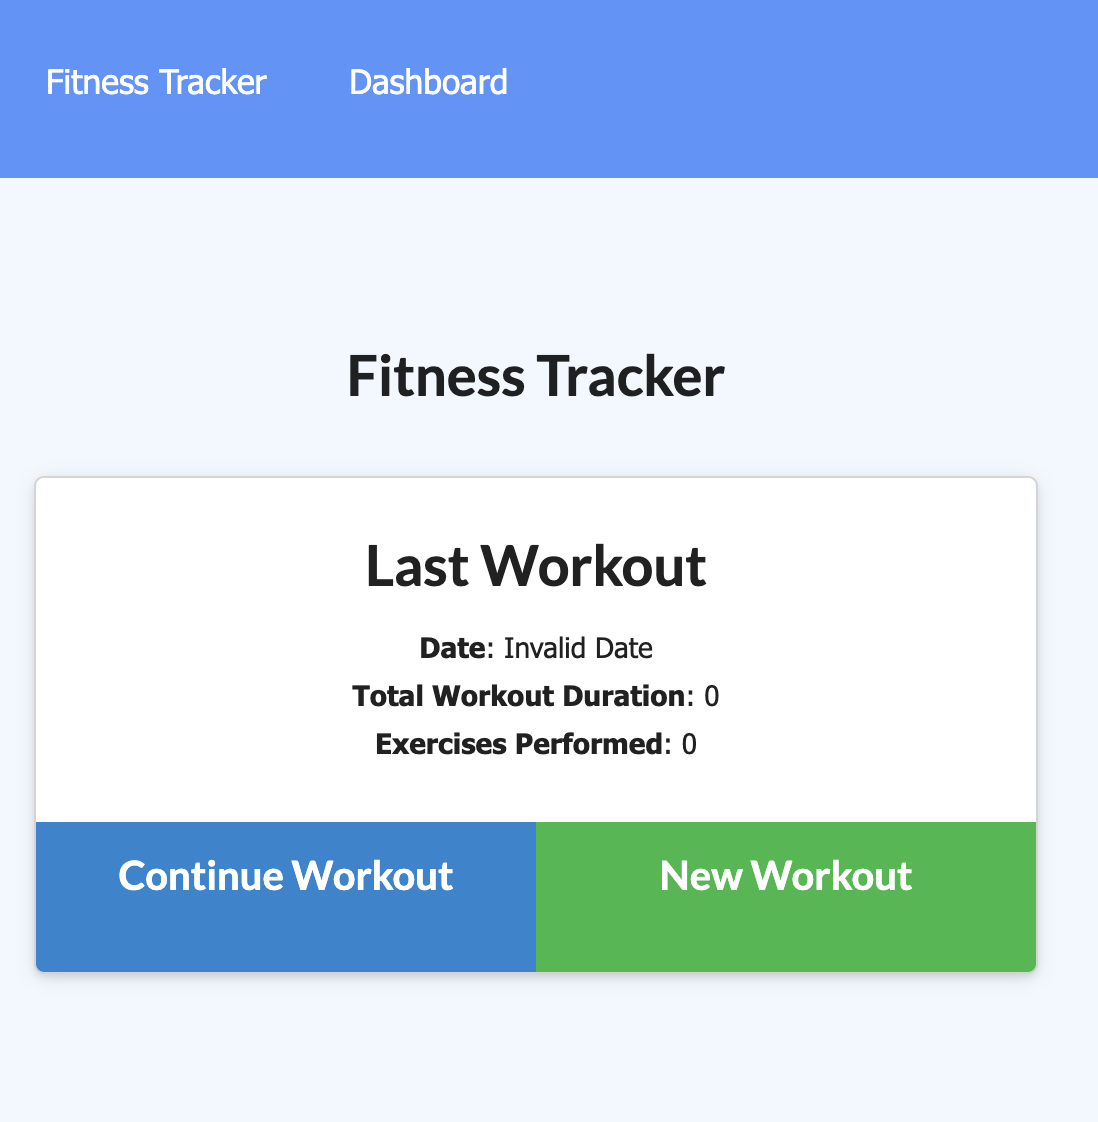 Fitness Tracker Dashboard
Fitness Tracker
Last Workout
Date: Invalid Date
Total Workout Duration: 0
Exercises Performed: 0
Continue Workout New Workout